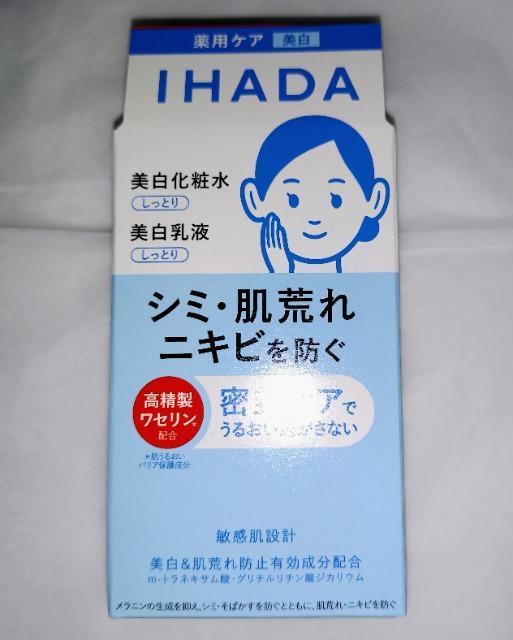 薬用ケア 美白
IHADA
美白化粧水
しっとり
美白乳液
しっとり
シミ・肌荒れ
ニキビを防ぐ
高精製
ワセリン*
配合
で
うるおい
さない
*肌うるおい
バリア保護成分
敏感肌設計
美白&肌荒れ防止有効成分配合
m-トラネキサム酸・グリチルリチン酸ジカリウム
メラニンの生成を抑え、シミ・そばかすを防ぐとともに、肌荒れ・ニキビを防ぐ